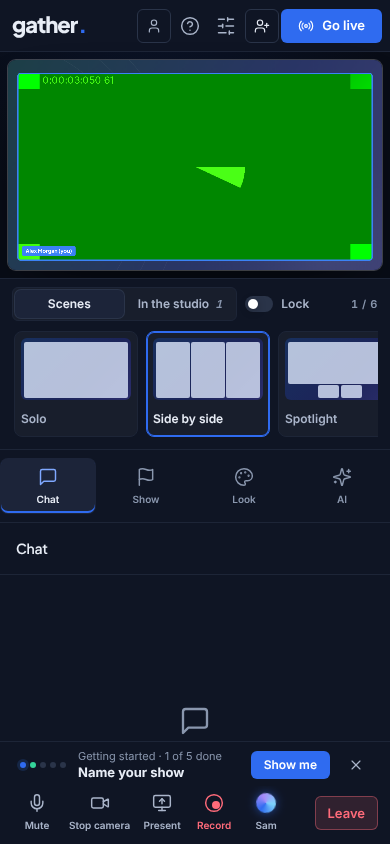 gather.
Go live
0:00:03:050 61
Alex Morgan (you)
Scenes
In the studio 1
Lock
1 / 6
Solo
Side by side
Spotlight
Chat
Show
Look
AI
Chat
Getting started · 1 of 5 done
Name your show
Show me
Mute
Stop camera
Present
Record
Sam
Leave